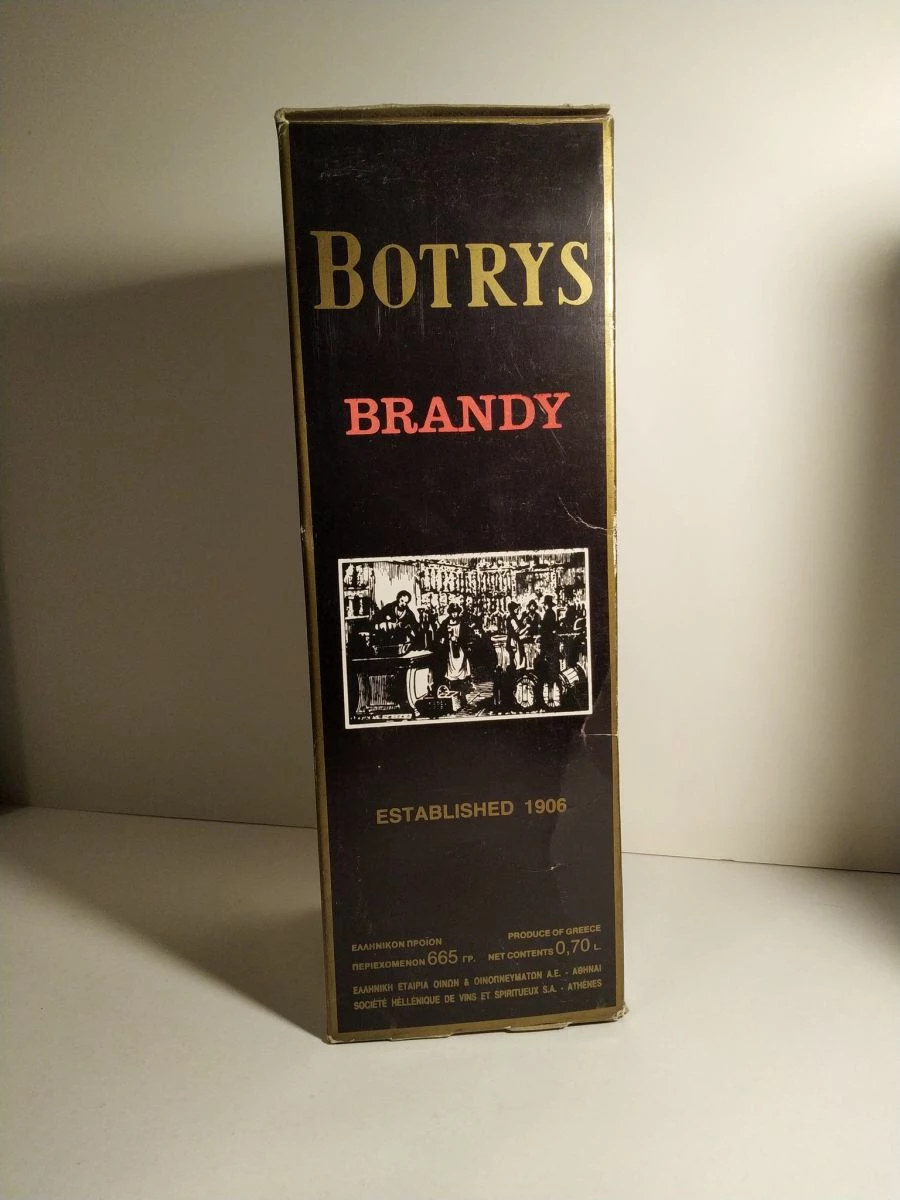 BOTRYS
BRANDY
ESTABLISHED 1906
ΕΛΛΗΝΙΚΟΝ ΠΡΟΪΟΝ PRODUCE OF GREECE
ΠΕΡΙΕΧΟΜΕΝΟΝ 665 ΓΡ. NET CONTENTS 0,70 L.
ΕΛΛΗΝΙΚΗ ΕΤΑΙΡΙΑ ΟΙΝΩΝ & ΟΙΝΟΠΝΕΥΜΑΤΩΝ Α.Ε. - ΑΘΗΝΑΙ
SOCIÉTÉ HÉLLÉNIQUE DE VINS ET SPIRITUEUX S.A. - ATHÈNES